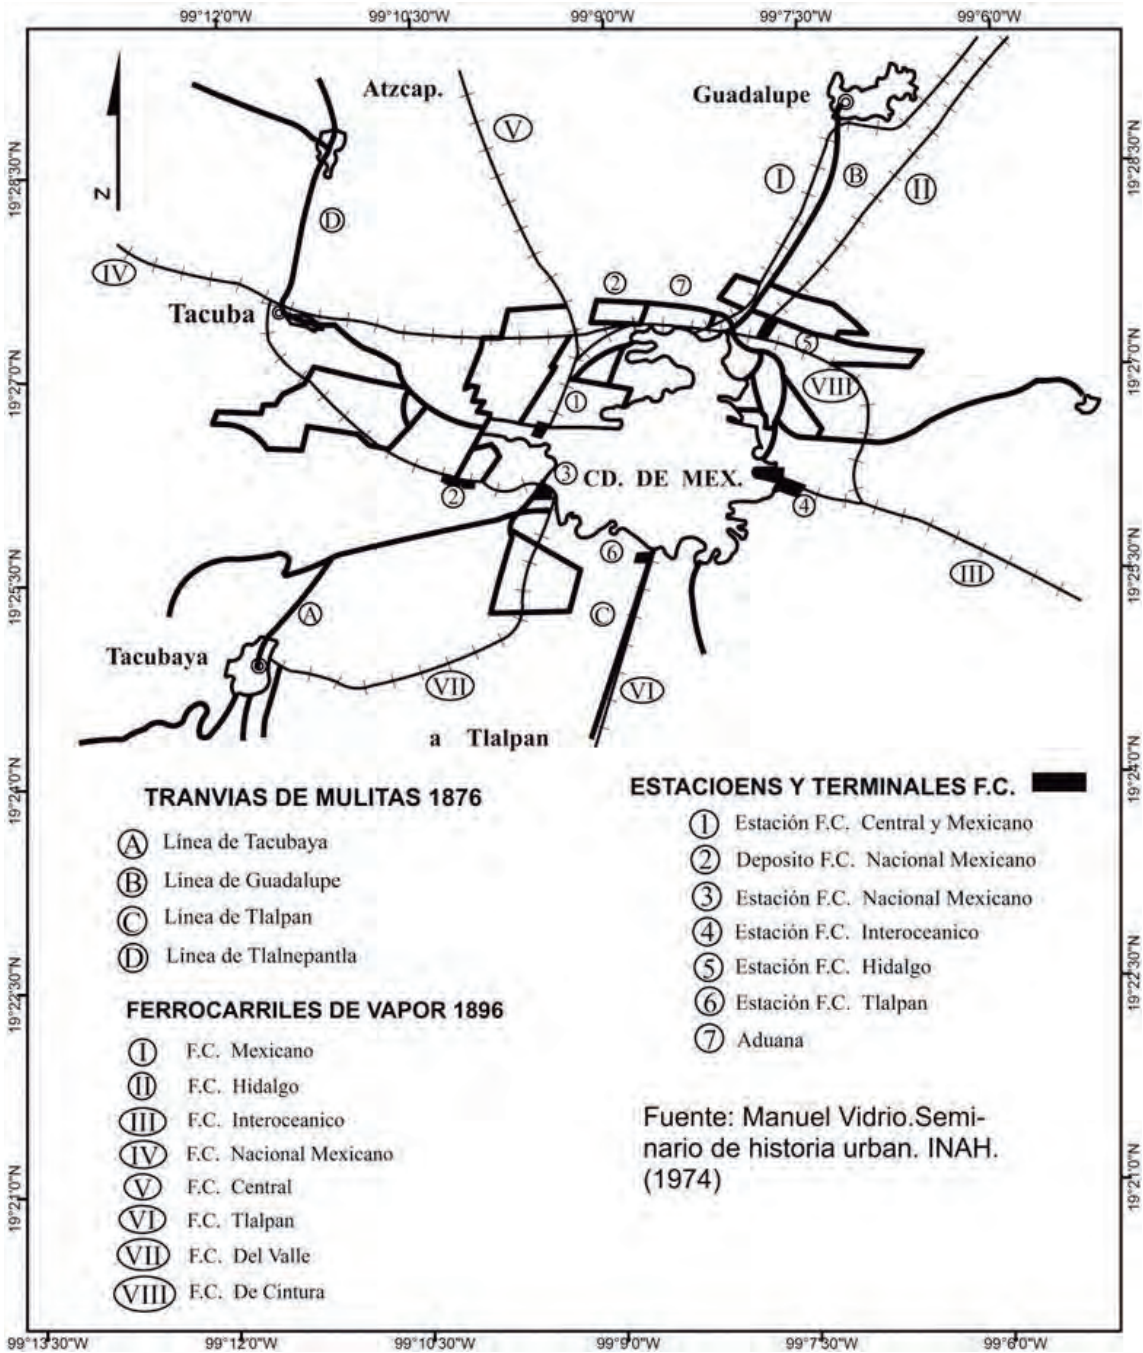 99°12'0"W
99°10'30"W
99°9'0"W
99°7'30"W
99°6'0"W
19°28'30"N
19°27'0"N
19°25'30"N
19°24'0"N
19°22'30"N
19°21'0"N
19°28'30"N
19°27'0"N
19°25'30"N
19°24'0"N
19°22'30"N
19°21'0"N
N
Atzcap.
Guadalupe
V
I
B
II
D
IV
2
7
Tacuba
5
VIII
1
3
CD. DE MEX.
2
4
6
III
A
C
Tacubaya
VII
VI
a Tlalpan
TRANVIAS DE MULITAS 1876
A Línea de Tacubaya
B Línea de Guadalupe
C Línea de Tlalpan
D Línea de Tlalnepantla
FERROCARRILES DE VAPOR 1896
I F.C. Mexicano
II F.C. Hidalgo
III F.C. Interoceanico
IV F.C. Nacional Mexicano
V F.C. Central
VI F.C. Tlalpan
VII F.C. Del Valle
VIII F.C. De Cintura
ESTACIOENS Y TERMINALES F.C.
1 Estación F.C. Central y Mexicano
2 Deposito F.C. Nacional Mexicano
3 Estación F.C. Nacional Mexicano
4 Estación F.C. Interoceanico
5 Estación F.C. Hidalgo
6 Estación F.C. Tlalpan
7 Aduana
Fuente: Manuel Vidrio.Semi-
nario de historia urban. INAH.
(1974)
99°13'30"W
99°12'0"W
99°10'30"W
99°9'0"W
99°7'30"W
99°6'0"W